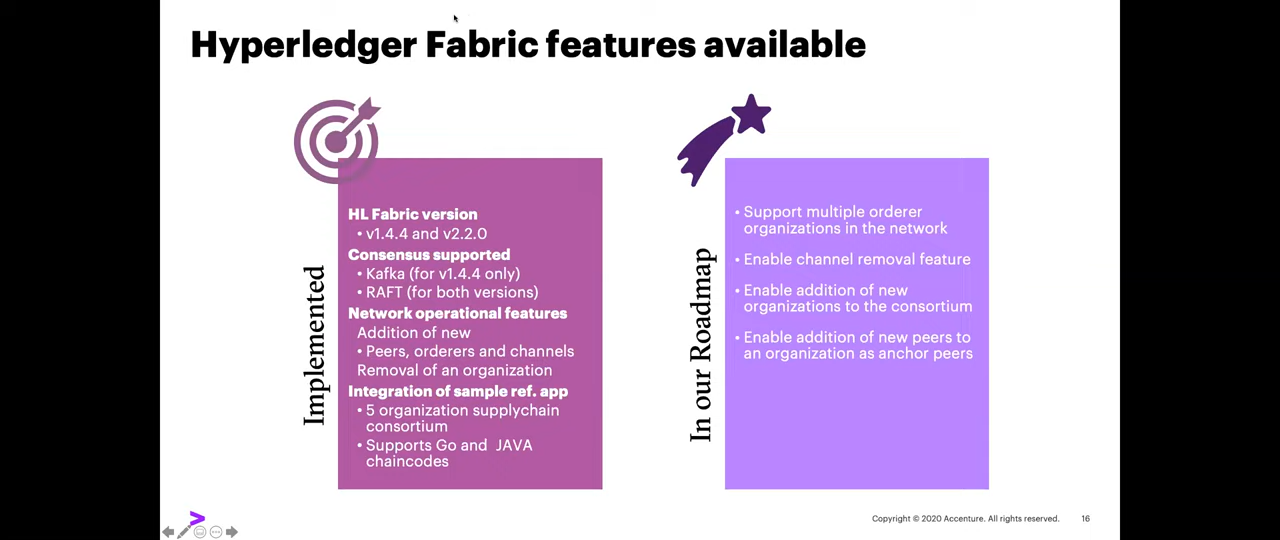 Hyperledger Fabric features available
Implemented
HL Fabric version
• v1.4.4 and v2.2.0
Consensus supported
• Kafka (for v1.4.4 only)
• RAFT (for both versions)
Network operational features
Addition of new
• Peers, orderers and channels
Removal of an organization
Integration of sample ref. app
• 5 organization supplychain
consortium
• Supports Go and JAVA
chaincodes
In our Roadmap
• Support multiple orderer
organizations in the network
• Enable channel removal feature
• Enable addition of new
organizations to the consortium
• Enable addition of new peers to
an organization as anchor peers
Copyright © 2020 Accenture. All rights reserved. 16